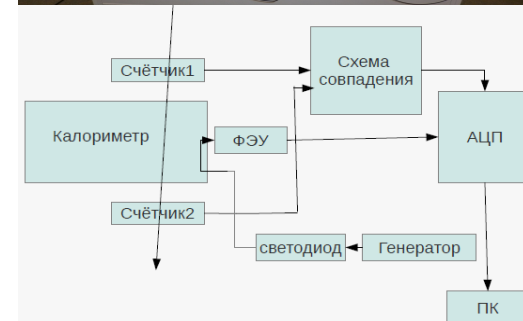 Счётчик1
Схема
совпадения
Калориметр
ФЭУ
АЦП
Счётчик2
светодиод
Генератор
ПК